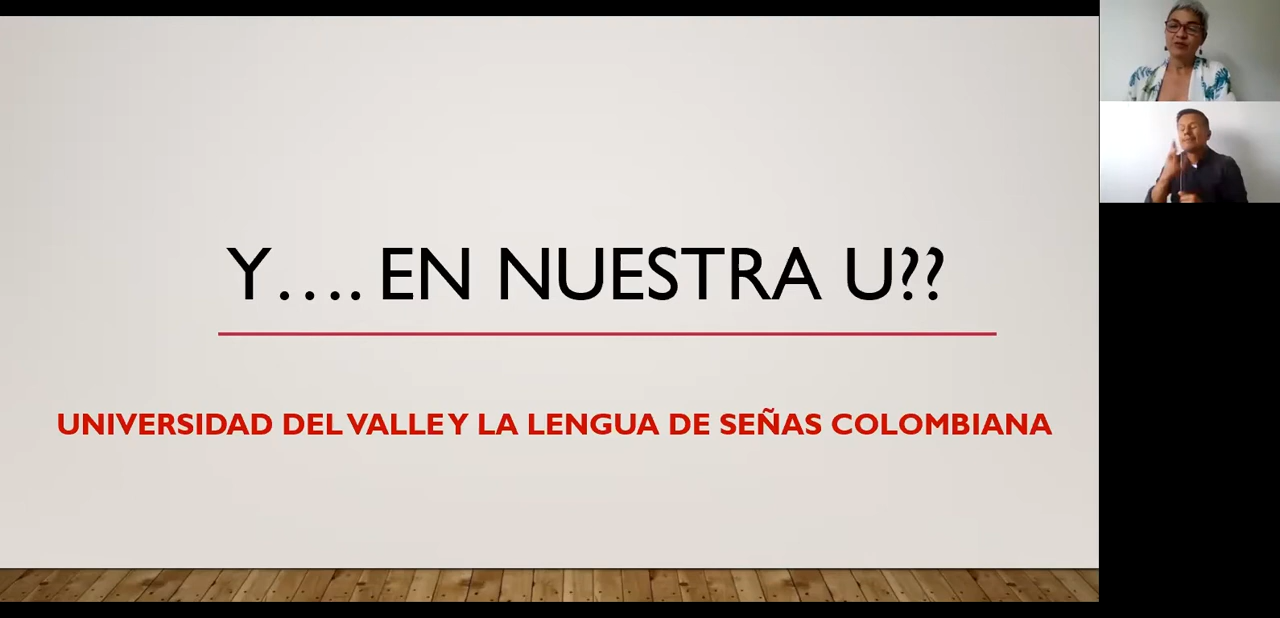 Y.... EN NUESTRA U??
UNIVERSIDAD DEL VALLE Y LA LENGUA DE SEÑAS COLOMBIANA